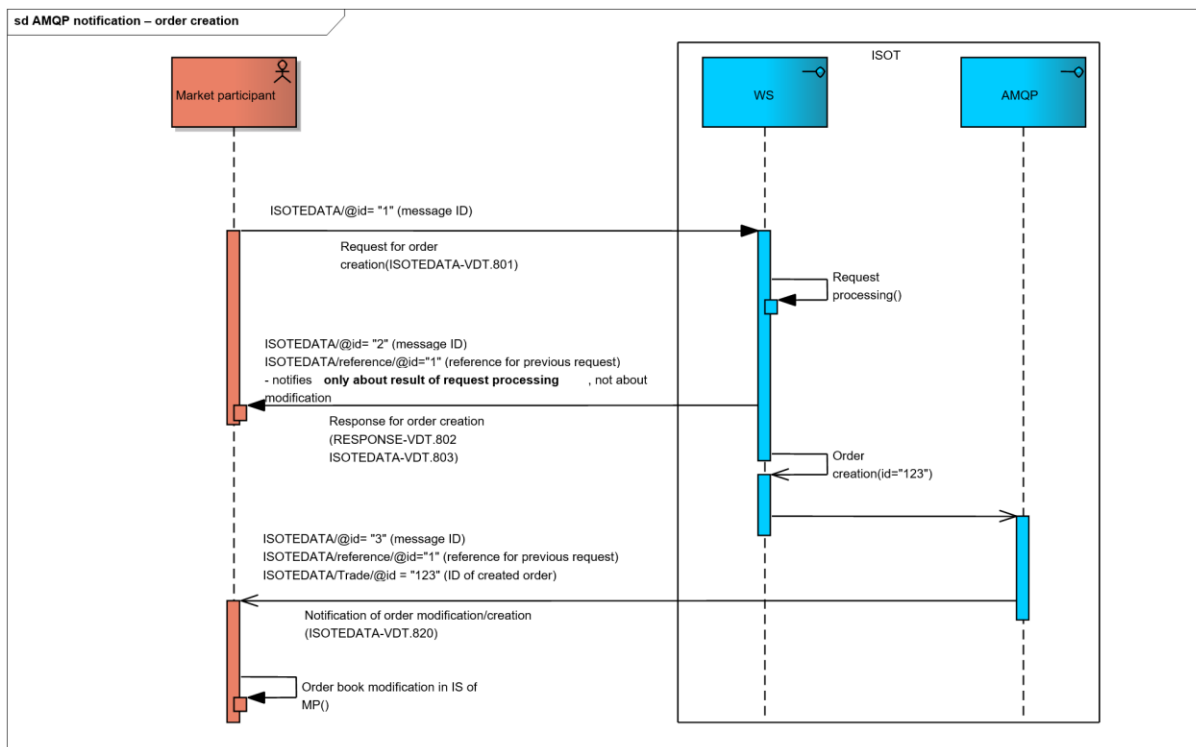 sd AMQP notification – order creation
ISOT
Market participant
WS
AMQP
ISOTEDATA/@id= "1" (message ID)
Request for order
creation(ISOTEDATA-VDT.801)
Request
processing()
ISOTEDATA/@id= "2" (message ID)
ISOTEDATA/reference/@id="1" (reference for previous request)
- notifies only about result of request processing , not about
modification
Response for order creation
(RESPONSE-VDT.802
ISOTEDATA-VDT.803)
Order
creation(id="123")
ISOTEDATA/@id= "3" (message ID)
ISOTEDATA/reference/@id="1" (reference for previous request)
ISOTEDATA/Trade/@id = "123" (ID of created order)
Notification of order modification/creation
(ISOTEDATA-VDT.820)
Order book modification in IS of
MP()